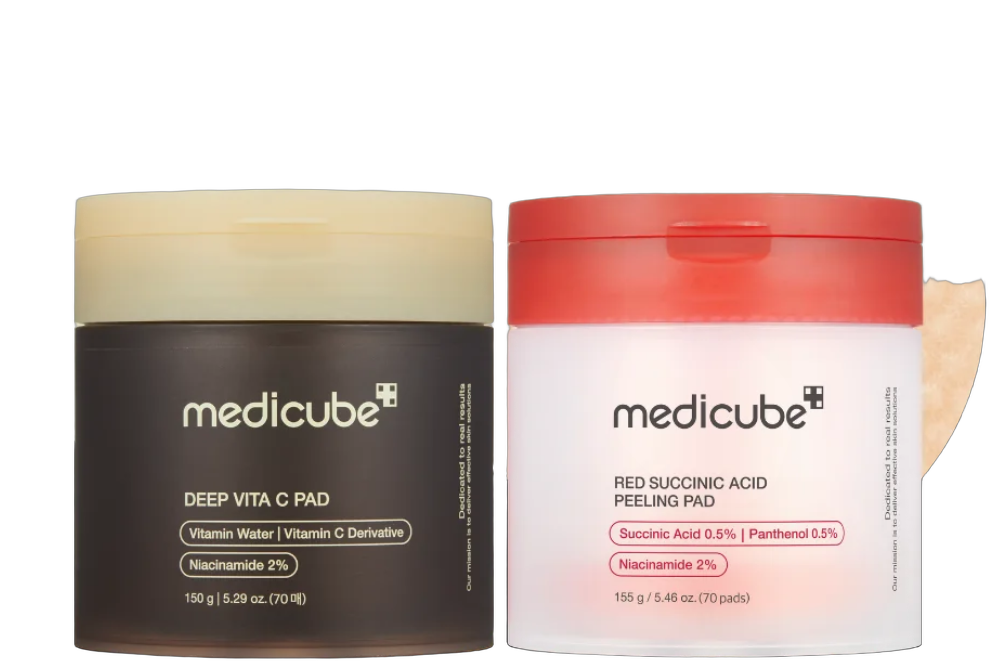 medicube
DEEP VITA C PAD
Vitamin Water | Vitamin C Derivative
Niacinamide 2%
150 g | 5.29 oz. (70매)
Dedicated to real results
Our mission is to deliver effective skin solutions
medicube
RED SUCCINIC ACID
PEELING PAD
Succinic Acid 0.5% | Panthenol 0.5%
Niacinamide 2%
155 g / 5.46 oz. (70 pads)
Dedicated to real results
Our mission is to deliver effective skin solutions